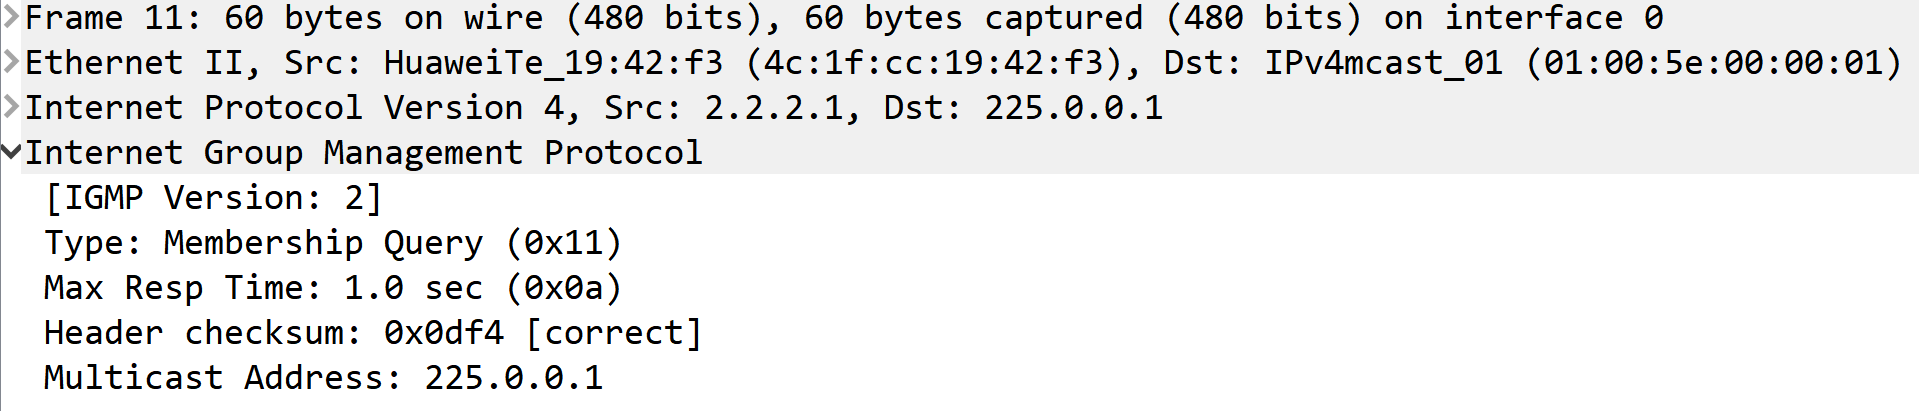 Frame 11: 60 bytes on wire (480 bits), 60 bytes captured (480 bits) on interface 0
Ethernet II, Src: HuaweiTe_19:42:f3 (4c:1f:cc:19:42:f3), Dst: IPv4mcast_01 (01:00:5e:00:00:01)
Internet Protocol Version 4, Src: 2.2.2.1, Dst: 225.0.0.1
Internet Group Management Protocol
[IGMP Version: 2]
Type: Membership Query (0x11)
Max Resp Time: 1.0 sec (0x0a)
Header checksum: 0x0df4 [correct]
Multicast Address: 225.0.0.1